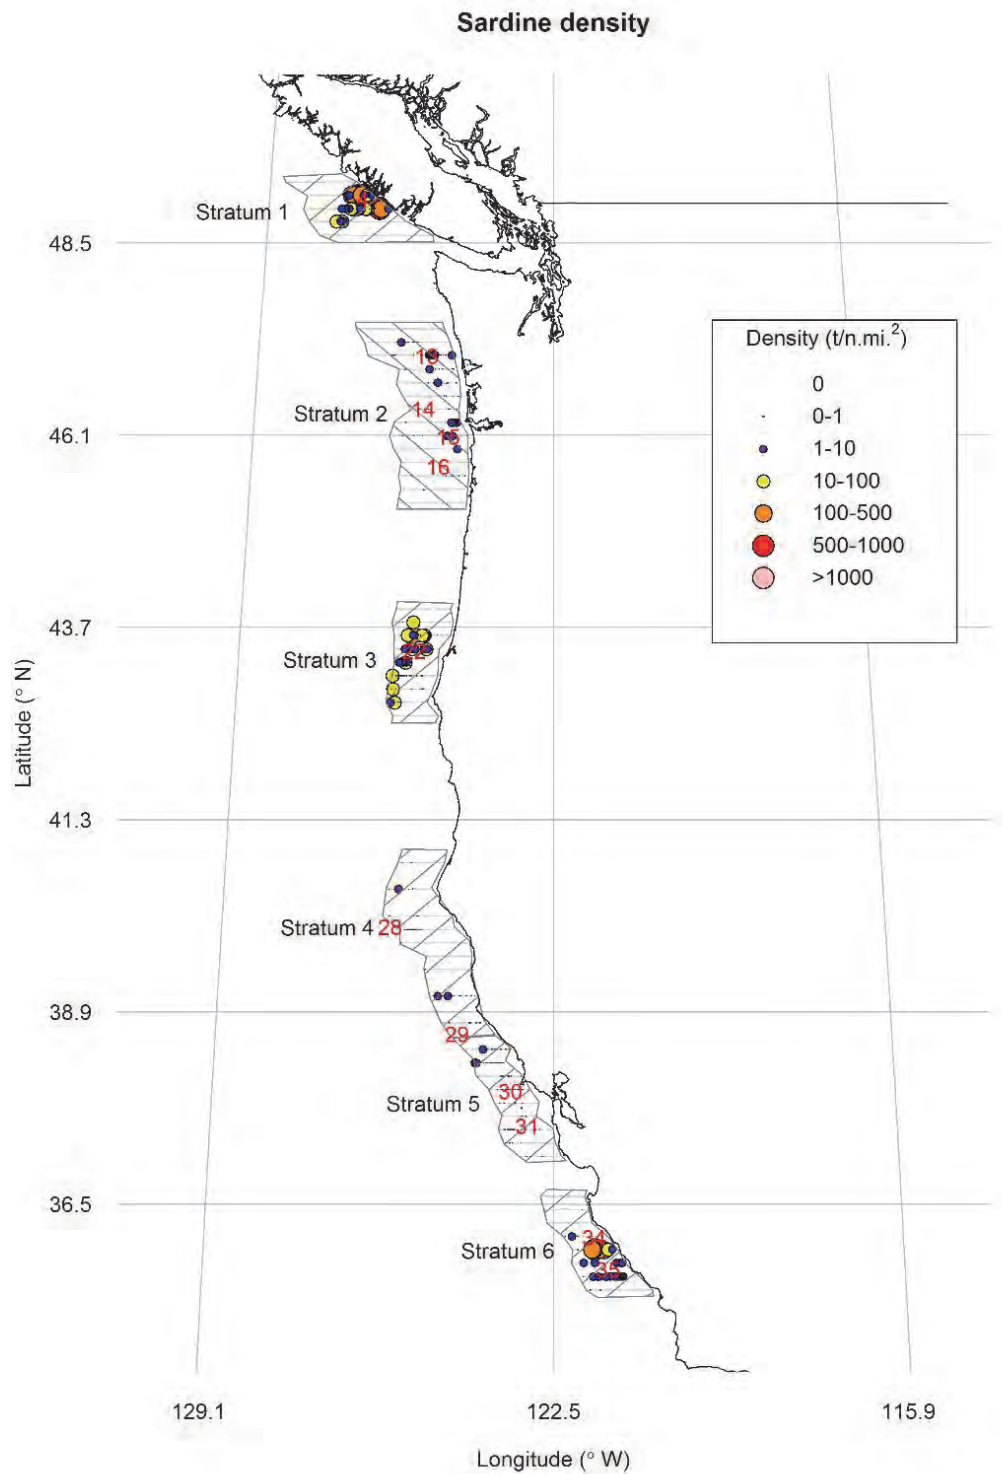 Sardine density
Stratum 1
48.5
Density (t/n.mi.²)
0
0-1
1-10
10-100
100-500
500-1000
>1000
14
Stratum 2
46.1
15
16
43.7
Stratum 3
Latitude (° N)
41.3
Stratum 4
28
38.9
29
30
Stratum 5
31
36.5
34
Stratum 6
35
129.1
122.5
115.9
Longitude (° W)